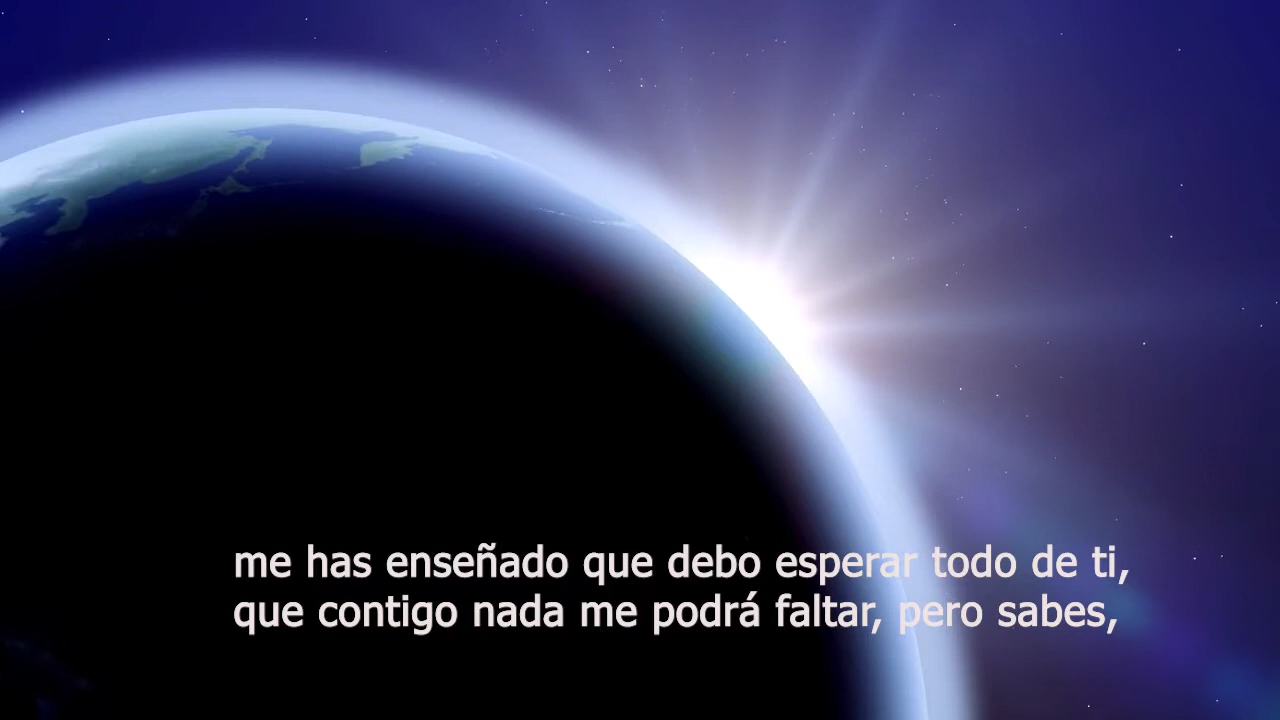 me has enseñado que debo esperar todo de ti,
que contigo nada me podrá faltar, pero sabes,